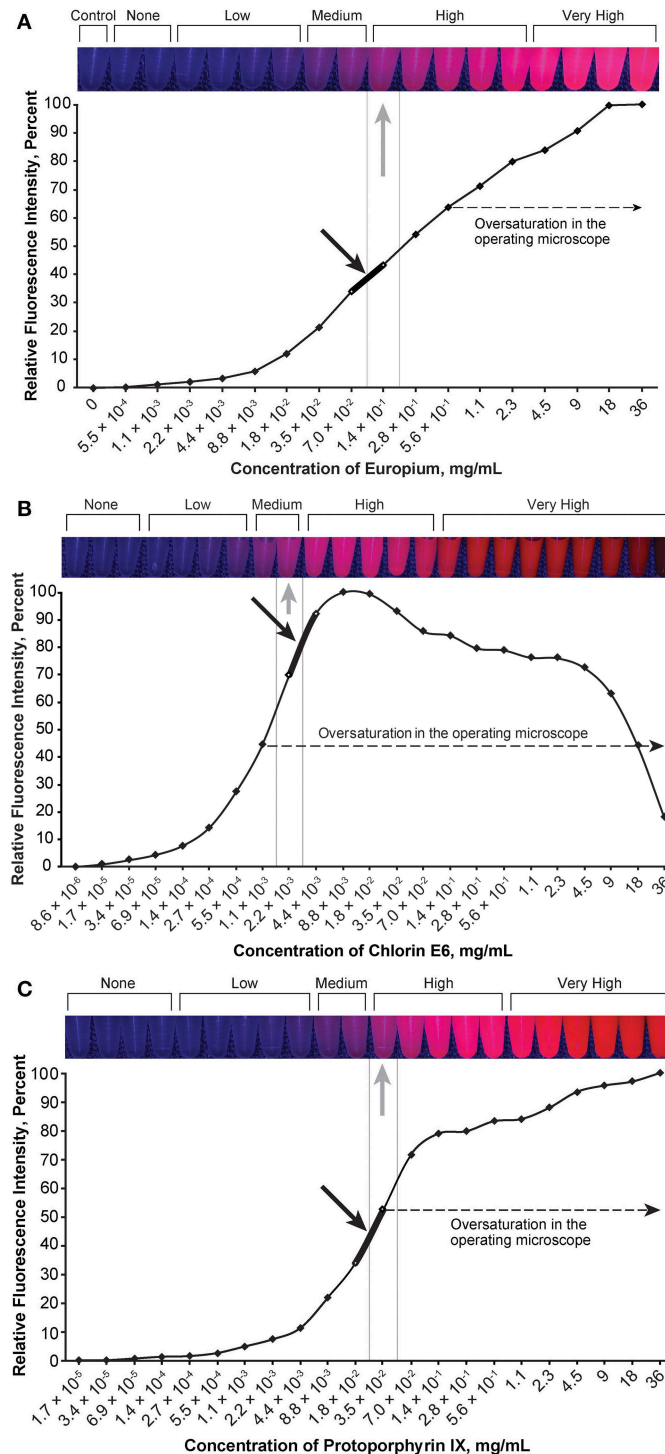 A
Control None Low Medium High Very High
Relative Fluorescence Intensity, Percent
100
90
80
70
60
50
40
30
20
10
0
Oversaturation in the
operating microscope
0 5.5 × 10⁻⁴ 1.1 × 10⁻³ 2.2 × 10⁻³ 4.4 × 10⁻³ 8.8 × 10⁻³ 1.8 × 10⁻² 3.5 × 10⁻² 7.0 × 10⁻² 1.4 × 10⁻¹ 2.8 × 10⁻¹ 5.6 × 10⁻¹ 1.1 2.3 4.5 9 18 36
Concentration of Europium, mg/mL
B
None Low Medium High Very High
Relative Fluorescence Intensity, Percent
100
90
80
70
60
50
40
30
20
10
0
Oversaturation in the operating microscope
8.6 × 10⁻⁶ 1.7 × 10⁻⁵ 3.4 × 10⁻⁵ 6.9 × 10⁻⁵ 1.4 × 10⁻⁴ 2.7 × 10⁻⁴ 5.5 × 10⁻⁴ 1.1 × 10⁻³ 2.2 × 10⁻³ 4.4 × 10⁻³ 8.8 × 10⁻³ 1.8 × 10⁻² 3.5 × 10⁻² 7.0 × 10⁻² 1.4 × 10⁻¹ 2.8 × 10⁻¹ 5.6 × 10⁻¹ 1.1 2.3 4.5 9 18 36
Concentration of Chlorin E6, mg/mL
C
None Low Medium High Very High
Relative Fluorescence Intensity, Percent
100
90
80
70
60
50
40
30
20
10
0
Oversaturation in the
operating microscope
1.7 × 10⁻⁵ 3.4 × 10⁻⁵ 6.9 × 10⁻⁵ 1.4 × 10⁻⁴ 2.7 × 10⁻⁴ 5.5 × 10⁻⁴ 1.1 × 10⁻³ 2.2 × 10⁻³ 4.4 × 10⁻³ 8.8 × 10⁻³ 1.8 × 10⁻² 3.5 × 10⁻² 7.0 × 10⁻² 1.4 × 10⁻¹ 2.8 × 10⁻¹ 5.6 × 10⁻¹ 1.1 2.3 4.5 9 18 36
Concentration of Protoporphyrin IX, mg/mL